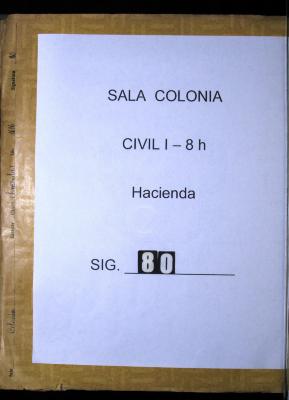 SALA COLONIA
CIVIL I – 8 h
Hacienda
SIG. 80